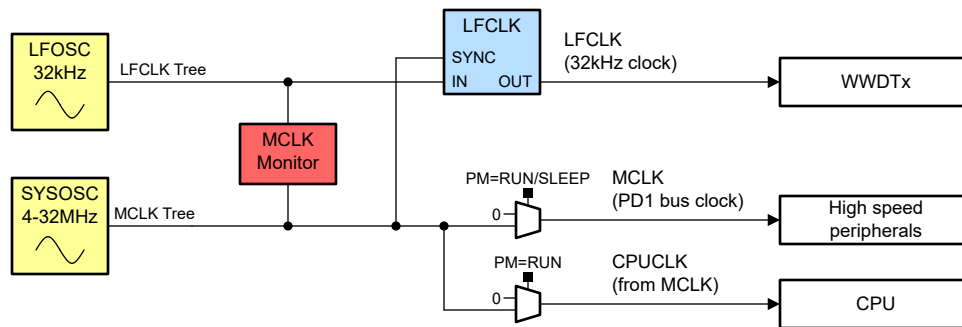 LFOSC
32kHz
LFCLK Tree
LFCLK
SYNC
IN OUT
LFCLK
(32kHz clock)
WWDTx
MCLK
Monitor
SYSOSC
4-32MHz
MCLK Tree
PM=RUN/SLEEP
0
MCLK
(PD1 bus clock)
High speed
peripherals
PM=RUN
0
CPUCLK
(from MCLK)
CPU